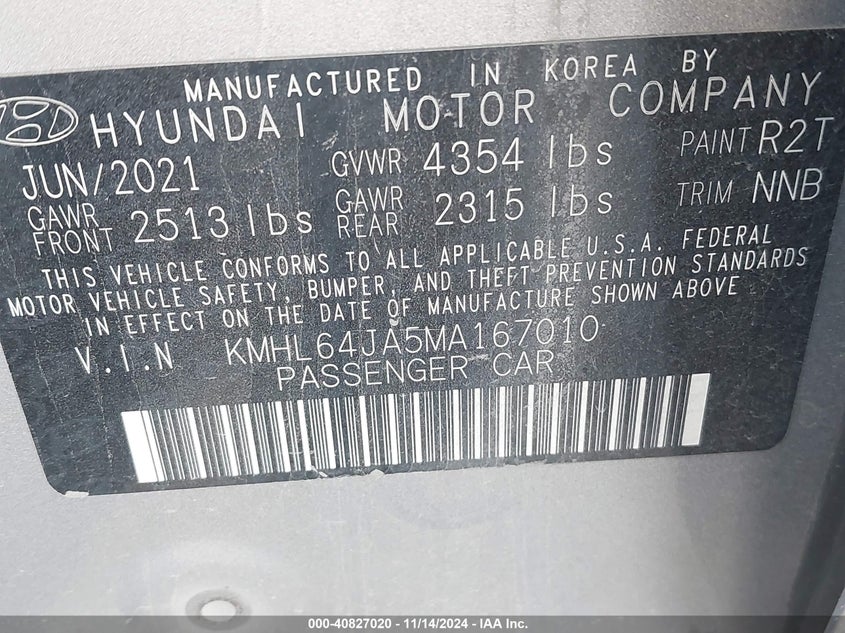 MANUFACTURED IN KOREA BY
HYUNDAI MOTOR COMPANY
JUN/2021 GVWR 4354 lbs PAINT R2T
GAWR FRONT 2513 lbs GAWR REAR 2315 lbs TRIM NNB
THIS VEHICLE CONFORMS TO ALL APPLICABLE U.S.A. FEDERAL
MOTOR VEHICLE SAFETY, BUMPER, AND THEFT PREVENTION STANDARDS
IN EFFECT ON THE DATE OF MANUFACTURE SHOWN ABOVE
V.I.N KMHL64JA5MA167010
PASSENGER CAR
000-40827020 | 11/14/2024 - IAA Inc.